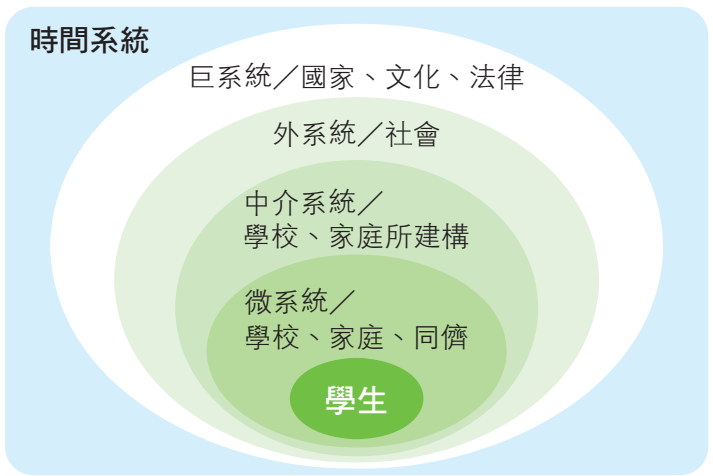 時間系統
巨系統／國家、文化、法律
外系統／社會
中介系統／
學校、家庭所建構
微系統／
學校、家庭、同儕
學生